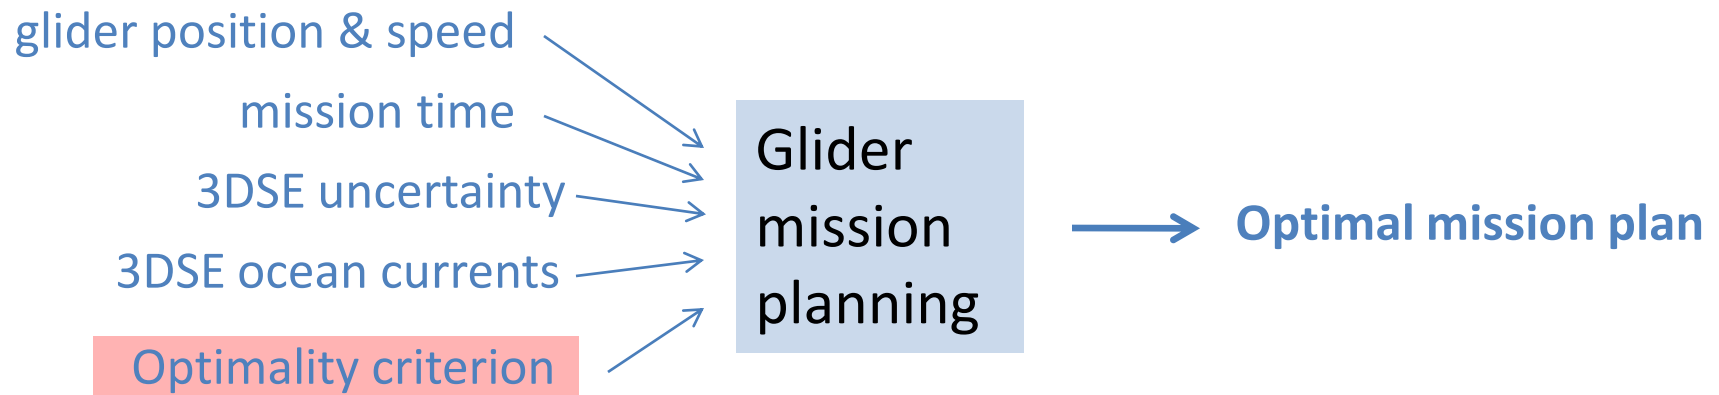 glider position & speed
mission time
3DSE uncertainty
3DSE ocean currents
Optimality criterion
Glider
mission
planning
Optimal mission plan